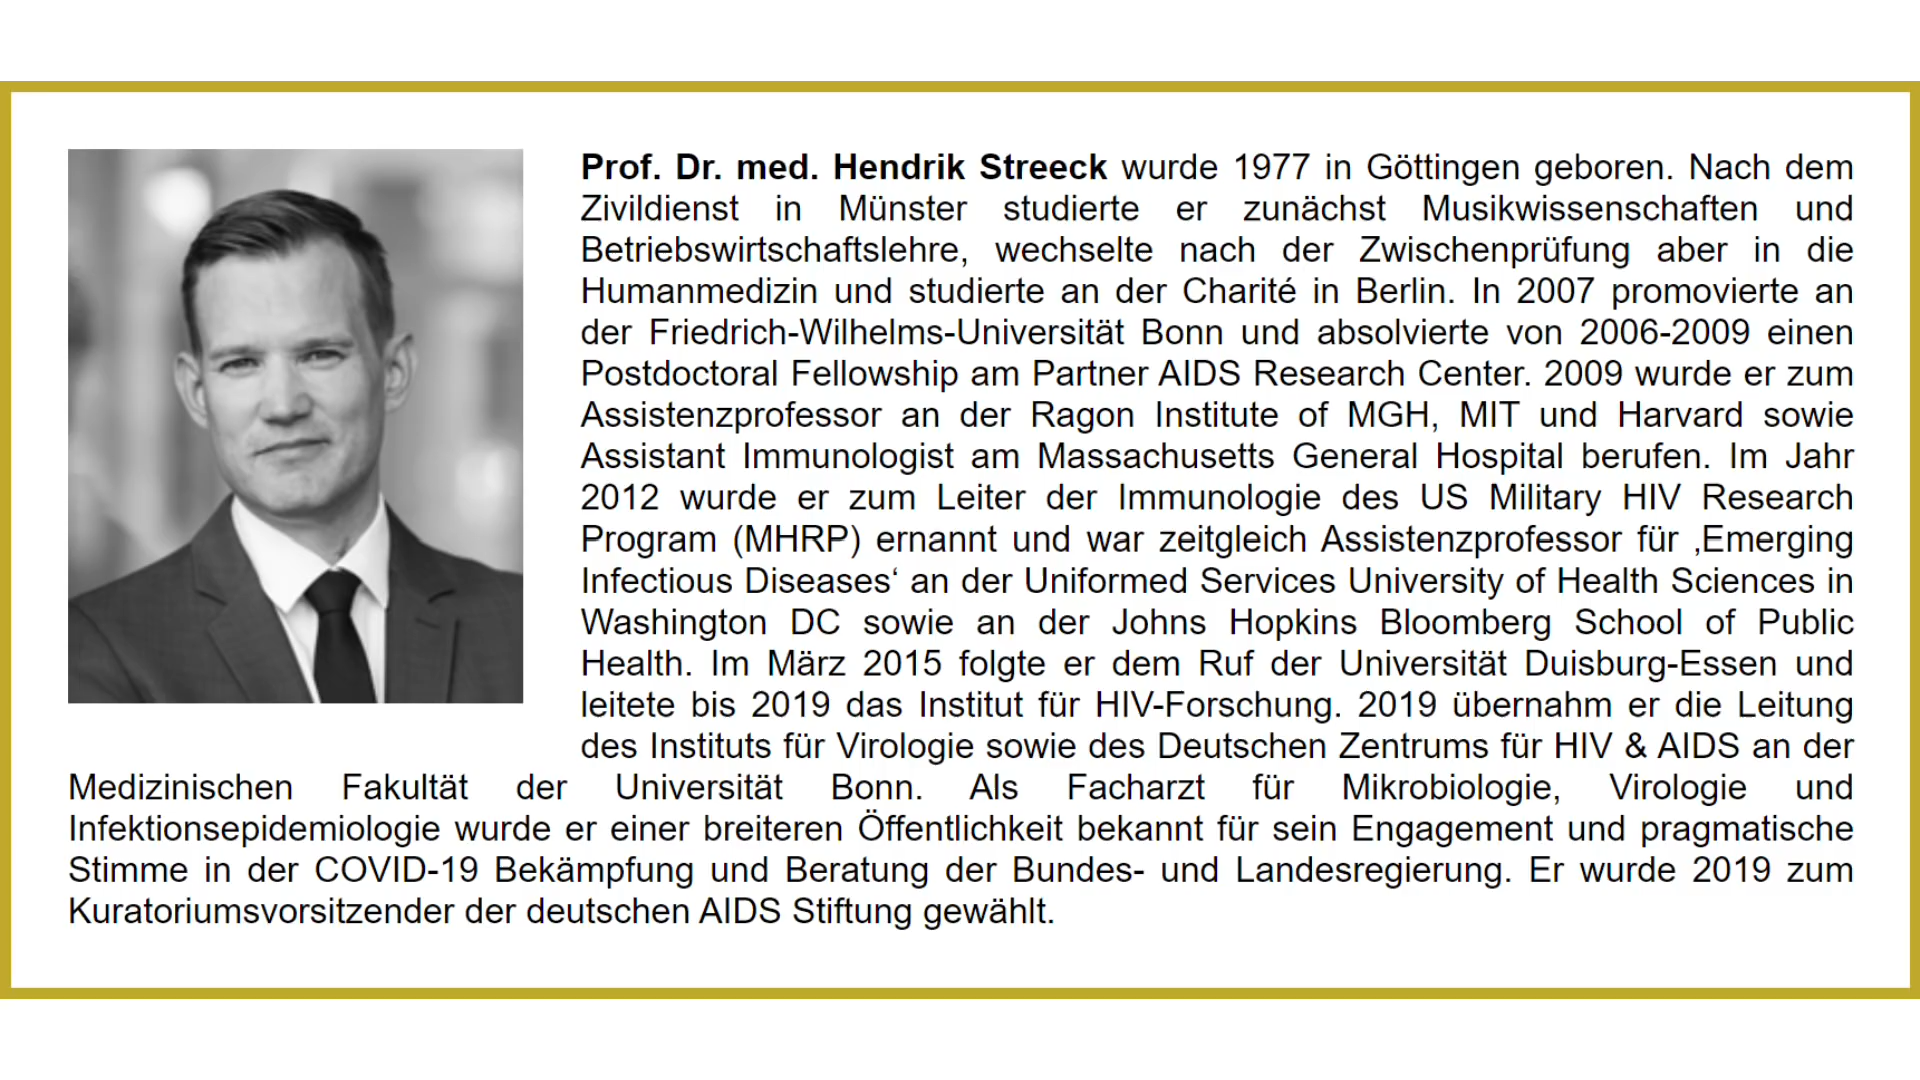 Prof. Dr. med. Hendrik Streeck wurde 1977 in Göttingen geboren. Nach dem
Zivildienst in Münster studierte er zunächst Musikwissenschaften und
Betriebswirtschaftslehre, wechselte nach der Zwischenprüfung aber in die
Humanmedizin und studierte an der Charité in Berlin. In 2007 promovierte an
der Friedrich-Wilhelms-Universität Bonn und absolvierte von 2006-2009 einen
Postdoctoral Fellowship am Partner AIDS Research Center. 2009 wurde er zum
Assistenzprofessor an der Ragon Institute of MGH, MIT und Harvard sowie
Assistant Immunologist am Massachusetts General Hospital berufen. Im Jahr
2012 wurde er zum Leiter der Immunologie des US Military HIV Research
Program (MHRP) ernannt und war zeitgleich Assistenzprofessor für ‚Emerging
Infectious Diseases‘ an der Uniformed Services University of Health Sciences in
Washington DC sowie an der Johns Hopkins Bloomberg School of Public
Health. Im März 2015 folgte er dem Ruf der Universität Duisburg-Essen und
leitete bis 2019 das Institut für HIV-Forschung. 2019 übernahm er die Leitung
des Instituts für Virologie sowie des Deutschen Zentrums für HIV & AIDS an der
Medizinischen Fakultät der Universität Bonn. Als Facharzt für Mikrobiologie, Virologie und
Infektionsepidemiologie wurde er einer breiteren Öffentlichkeit bekannt für sein Engagement und pragmatische
Stimme in der COVID-19 Bekämpfung und Beratung der Bundes- und Landesregierung. Er wurde 2019 zum
Kuratoriumsvorsitzender der deutschen AIDS Stiftung gewählt.